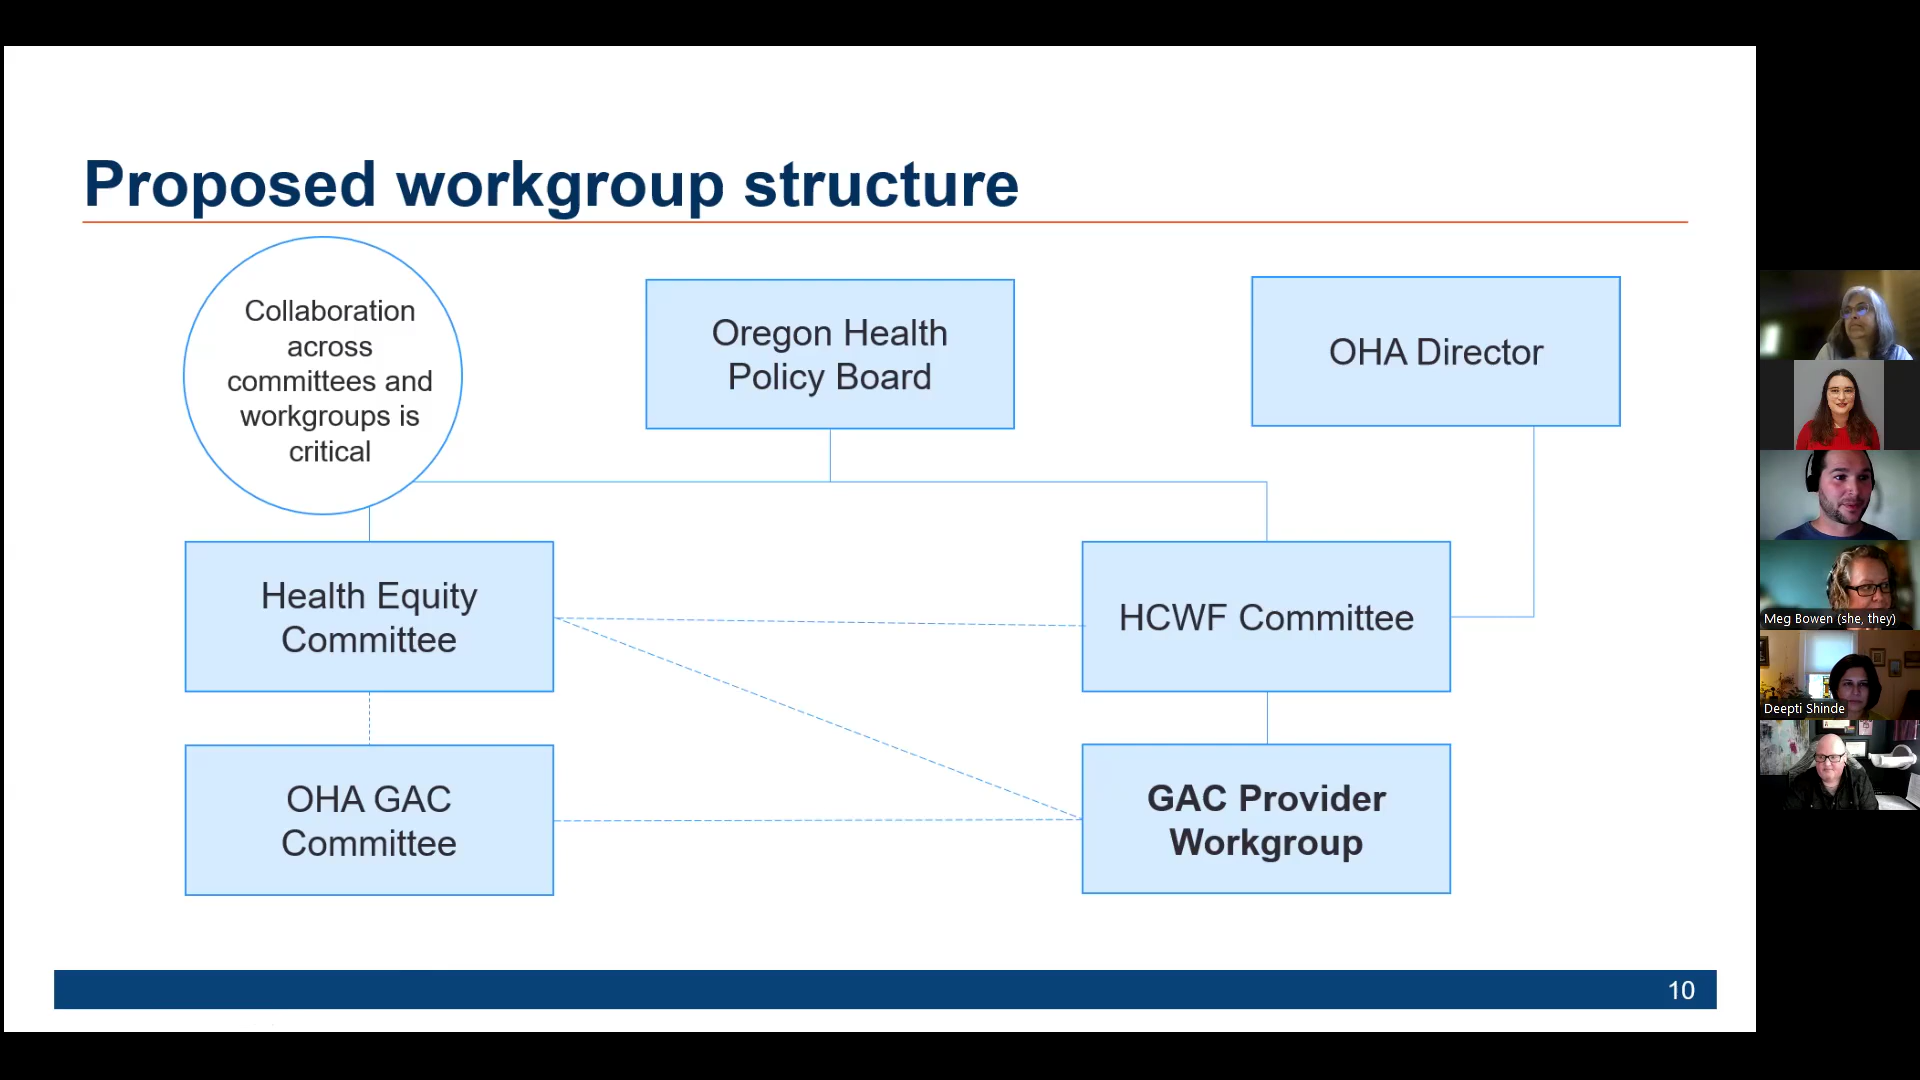 Proposed workgroup structure
Collaboration
across
committees and
workgroups is
critical
Oregon Health
Policy Board
OHA Director
Health Equity
Committee
HCWF Committee
OHA GAC
Committee
GAC Provider
Workgroup
10
Meg Bowen (she, they)
Deepti Shinde